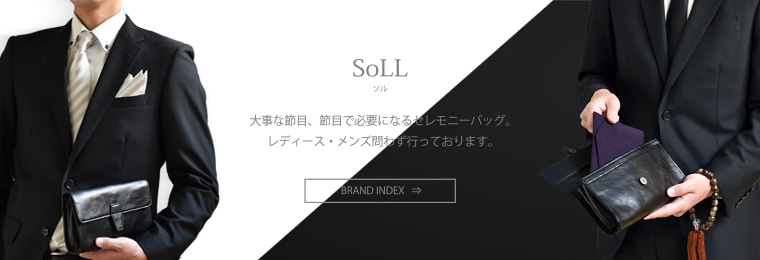 SoLL
ソル
大事な節目、節目で必要になるセレモニーバッグ。
レディース・メンズ問わず行っております。
BRAND INDEX ⇒